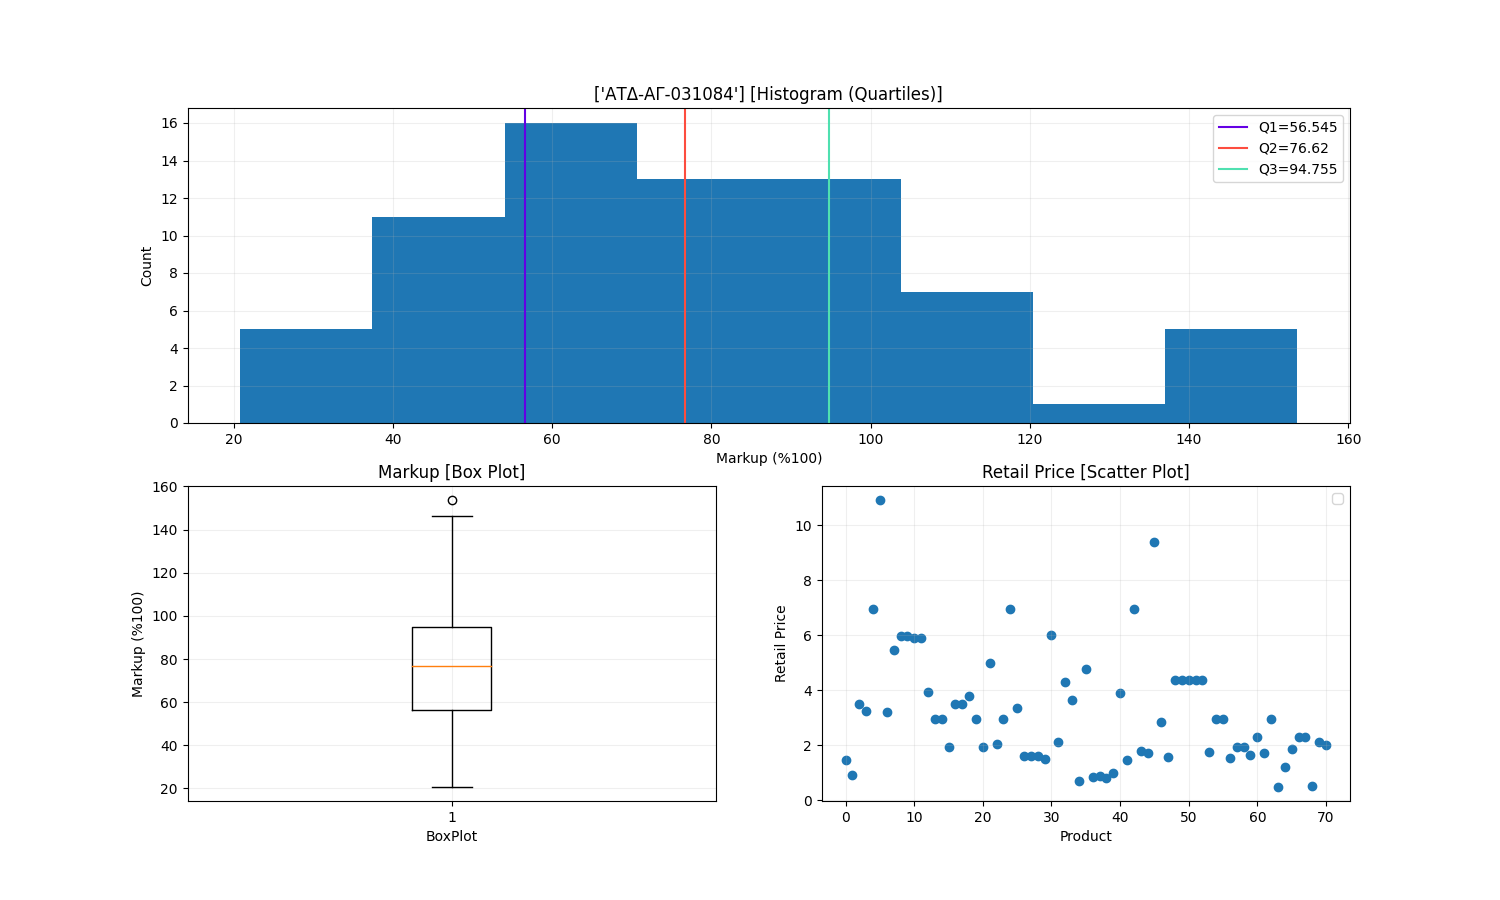 ['ΑΤΔ-ΑΓ-031084'] [Histogram (Quartiles)]
Q1=56.545
Q2=76.62
Q3=94.755
16
14
12
10
8
6
4
2
0
Count
20 40 60 80 100 120 140 160
Markup (%100)
Markup [Box Plot]
160
140
120
100
80
60
40
20
Markup (%100)
1
BoxPlot
Retail Price [Scatter Plot]
10
8
6
4
2
0
Retail Price
0 10 20 30 40 50 60 70
Product